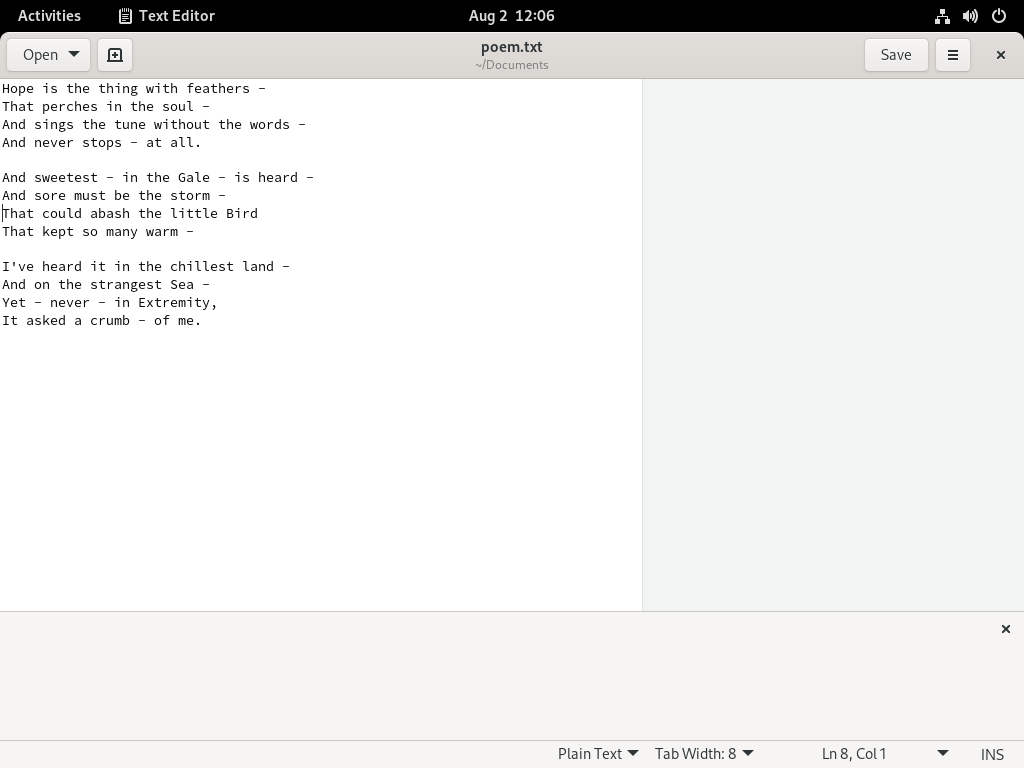 Activities Text Editor Aug 2 12:06
Open poem.txt Save
~/Documents
Hope is the thing with feathers -
That perches in the soul -
And sings the tune without the words -
And never stops - at all.

And sweetest - in the Gale - is heard -
And sore must be the storm -
That could abash the little Bird
That kept so many warm -

I've heard it in the chillest land -
And on the strangest Sea -
Yet - never - in Extremity,
It asked a crumb - of me.
Plain Text Tab Width: 8 Ln 8, Col 1 INS